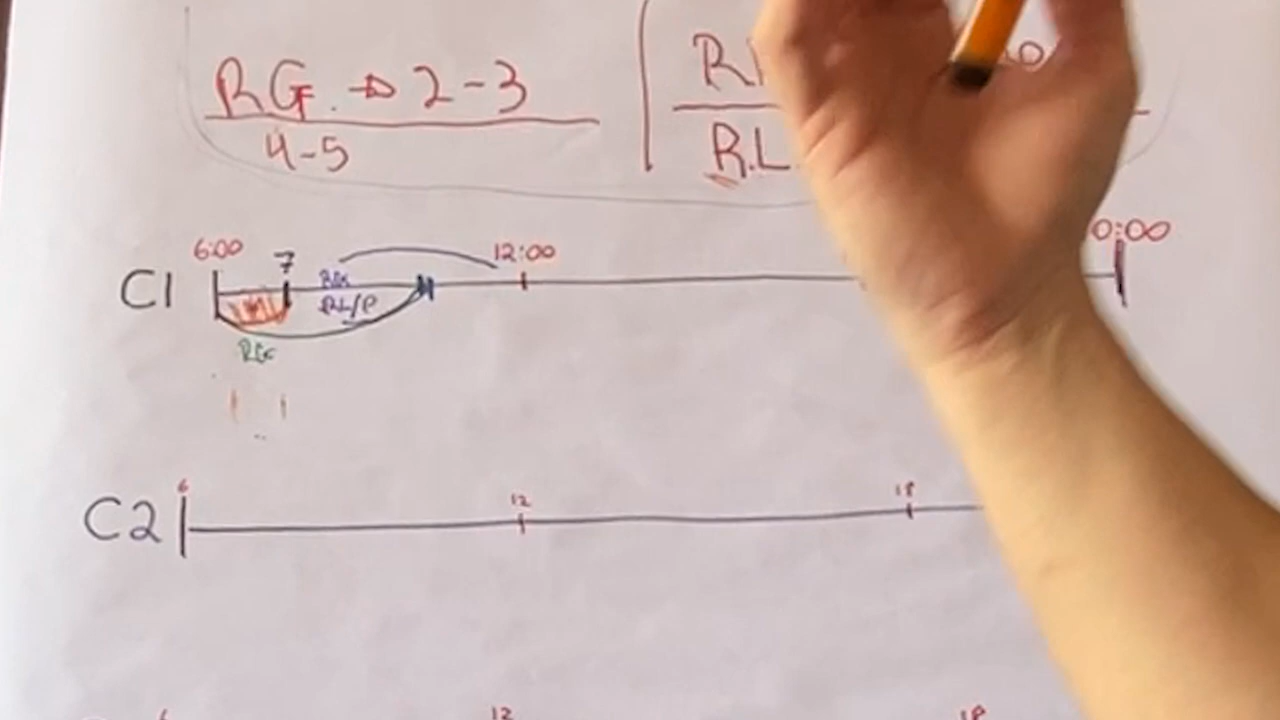 RG. → 2-3
4-5
R.L.
6:00 7 12:00 0:00
C1
RL/P
RG
6 12 18
C2
12 18